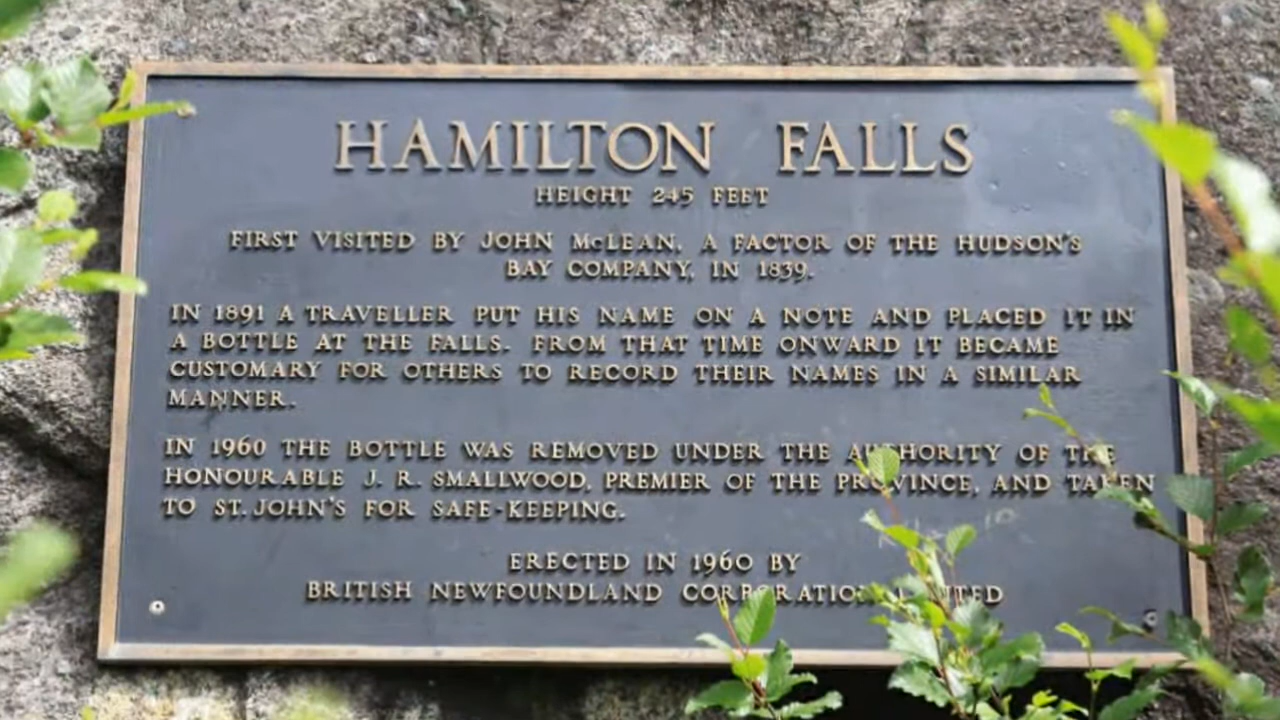 HAMILTON FALLS
HEIGHT 245 FEET
FIRST VISITED BY JOHN McLEAN, A FACTOR OF THE HUDSON'S
BAY COMPANY, IN 1839.
IN 1891 A TRAVELLER PUT HIS NAME ON A NOTE AND PLACED IT IN
A BOTTLE AT THE FALLS. FROM THAT TIME ONWARD IT BECAME
CUSTOMARY FOR OTHERS TO RECORD THEIR NAMES IN A SIMILAR
MANNER.
IN 1960 THE BOTTLE WAS REMOVED UNDER THE AUTHORITY OF THE
HONOURABLE J. R. SMALLWOOD, PREMIER OF THE PROVINCE, AND TAKEN
TO ST. JOHN'S FOR SAFE-KEEPING.
ERECTED IN 1960 BY
BRITISH NEWFOUNDLAND CORPORATION LIMITED